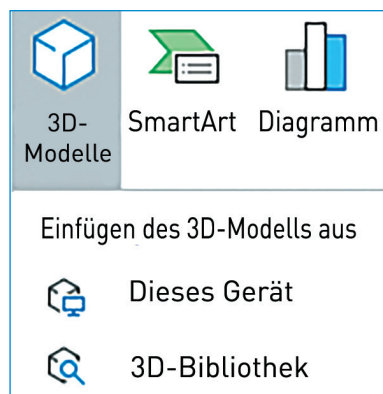 3D- SmartArt Diagramm
Modelle
Einfügen des 3D-Modells aus
Dieses Gerät
3D-Bibliothek